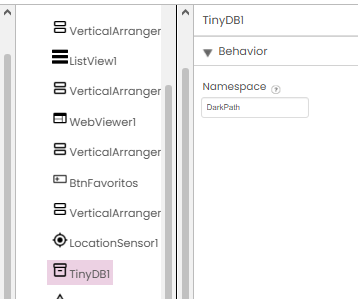 VerticalArranger
ListView1
VerticalArranger
WebViewer1
VerticalArranger
BtnFavoritos
VerticalArranger
LocationSensor1
TinyDB1
TinyDB1
Behavior
Namespace ?
DarkPath